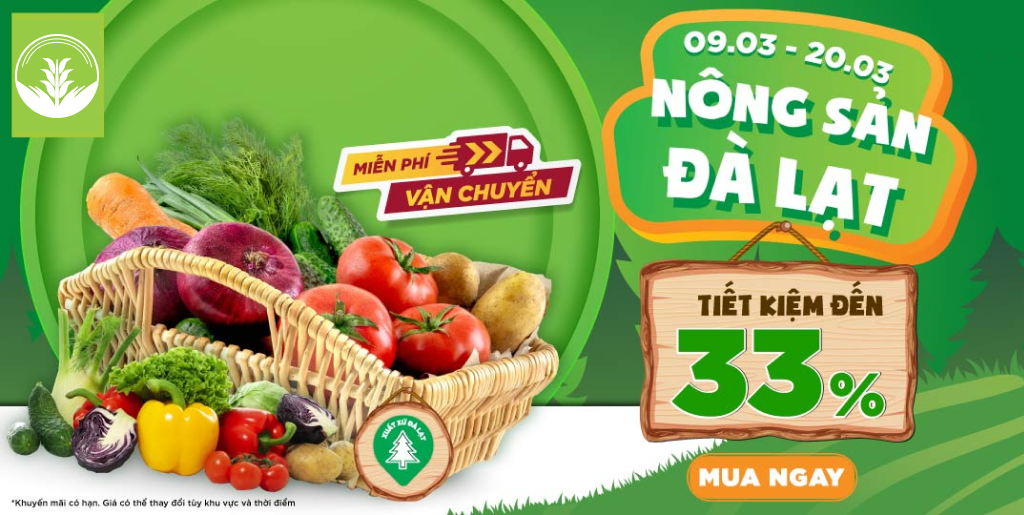 09.03 - 20.03
NÔNG SẢN
ĐÀ LẠT
MIỄN PHÍ
VẬN CHUYỂN
TIẾT KIỆM ĐẾN
33%
XUẤT XỨ ĐÀ LẠT
MUA NGAY
*Khuyến mãi có hạn. Giá có thể thay đổi tùy khu vực và thời điểm